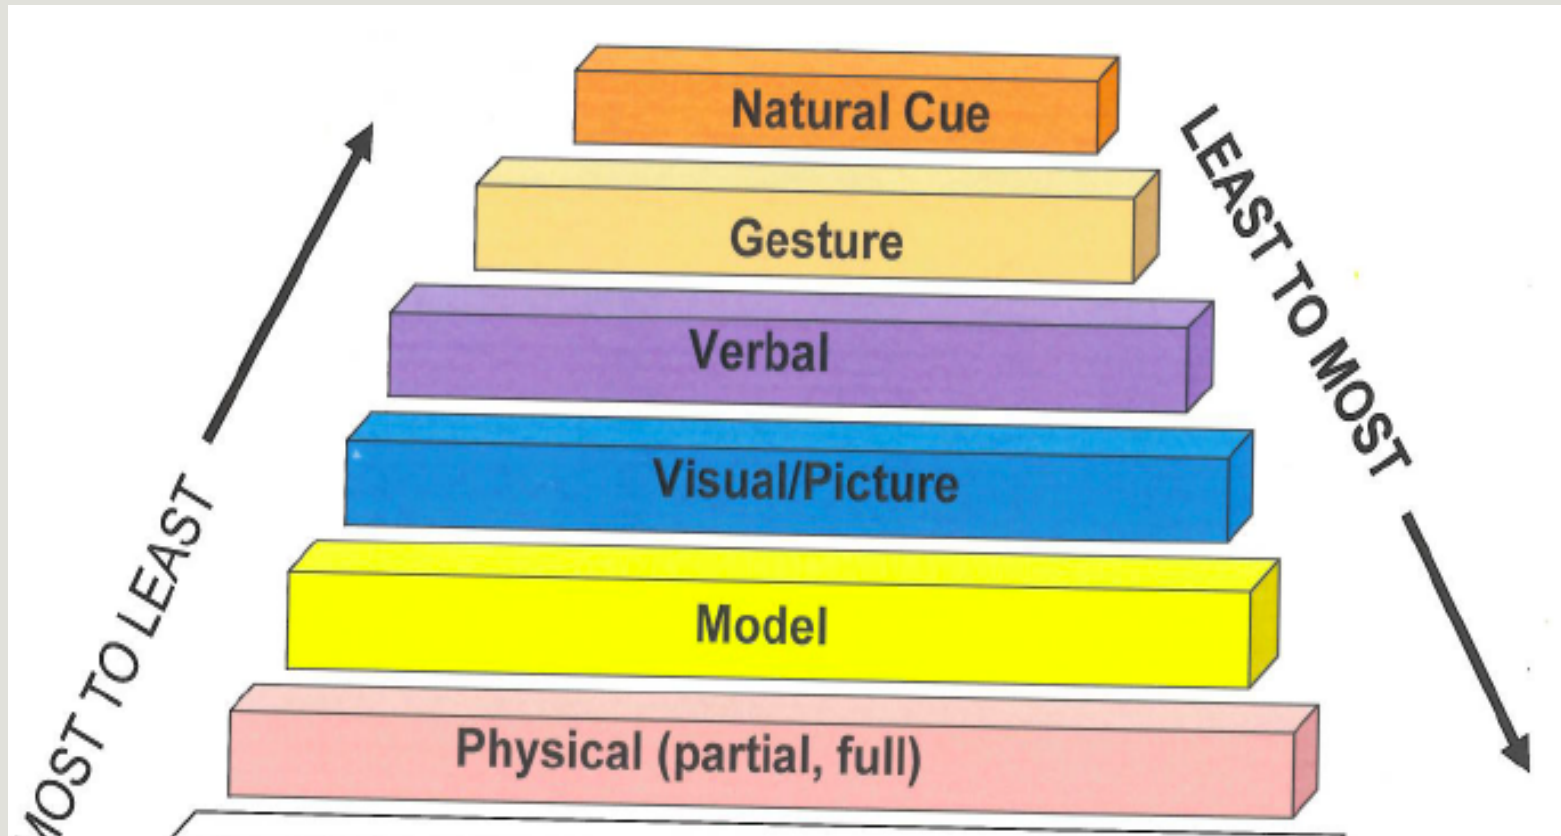 Natural Cue
Gesture
Verbal
Visual/Picture
Model
Physical (partial, full)
MOST TO LEAST
LEAST TO MOST